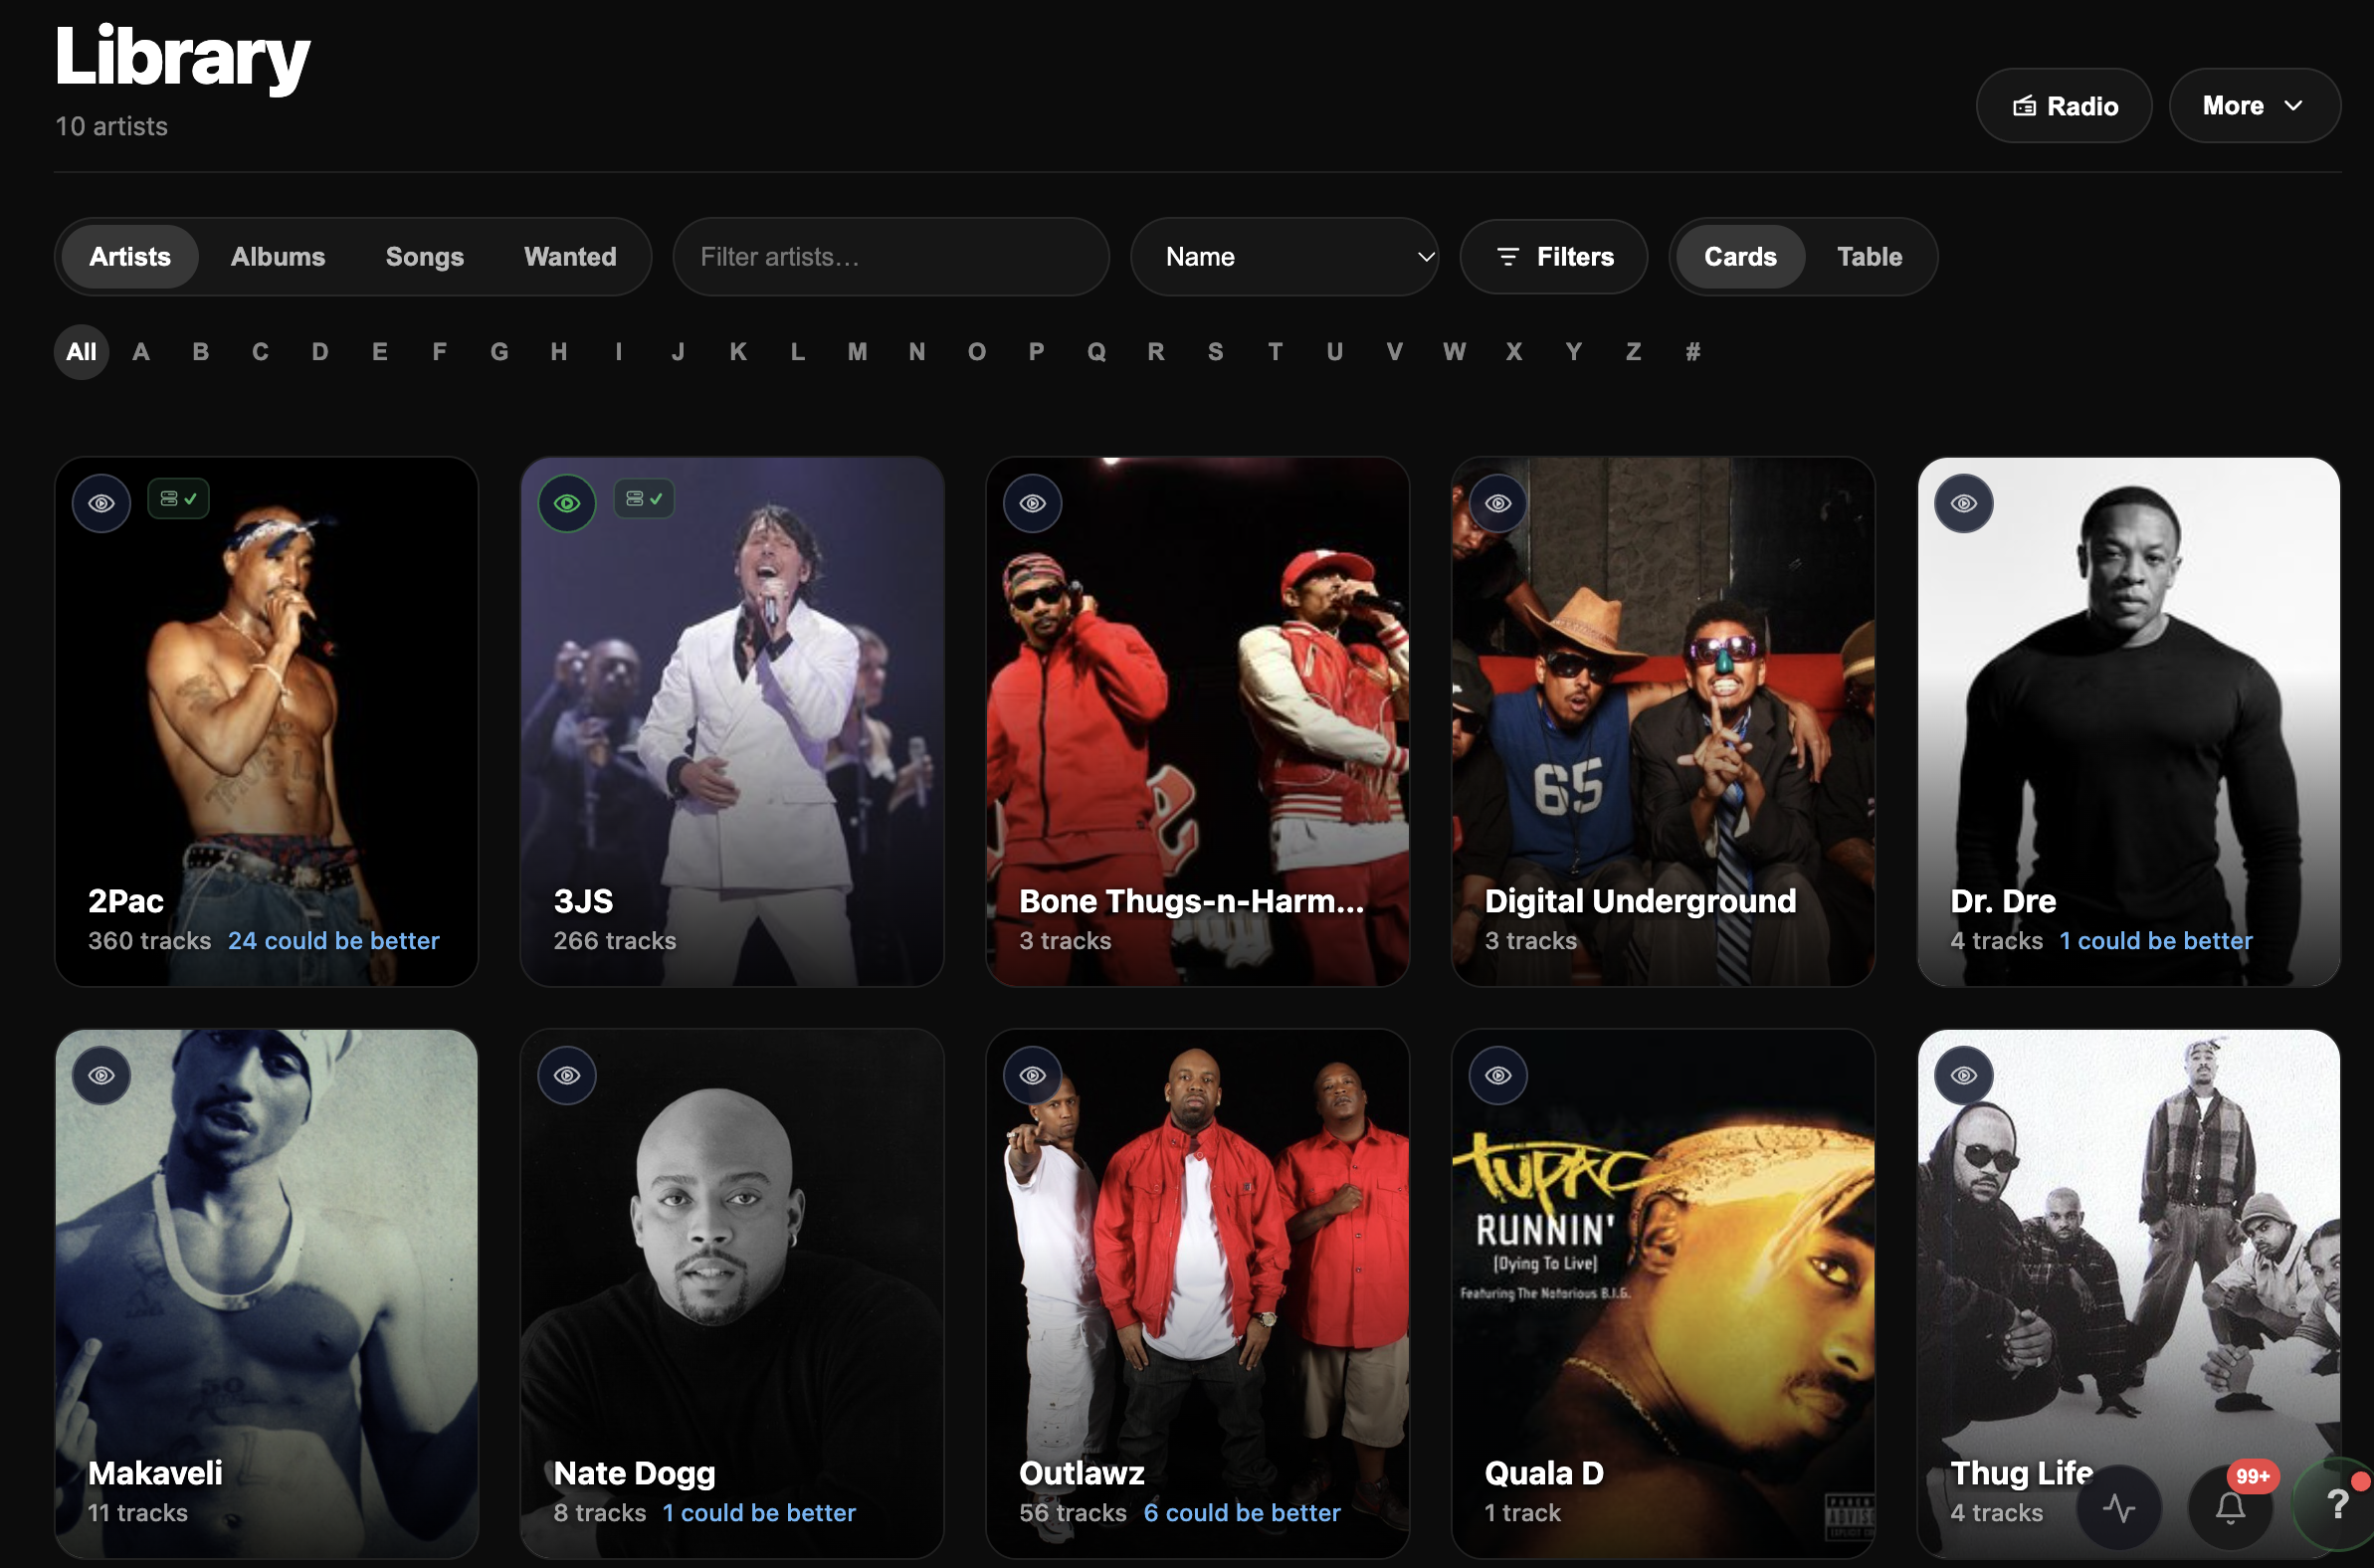 Library
10 artists
Radio
More
Artists
Albums
Songs
Wanted
Filter artists...
Name
Filters
Cards
Table
All A B C D E F G H I J K L M N O P Q R S T U V W X Y Z #
2Pac
360 tracks 24 could be better
3JS
266 tracks
Bone Thugs-n-Harm...
3 tracks
65
Digital Underground
3 tracks
Dr. Dre
4 tracks 1 could be better
Makaveli
11 tracks
Nate Dogg
8 tracks 1 could be better
Outlawz
56 tracks 6 could be better
TUPAC
RUNNIN'
(Dying To Live)
Featuring The Notorious B.I.G.
Quala D
1 track
Thug Life
4 tracks
99+
?